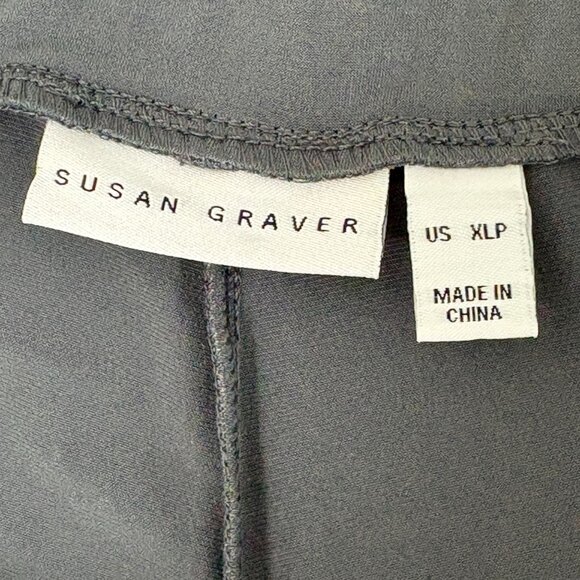 SUSAN GRAVER
US XLP
MADE IN
CHINA